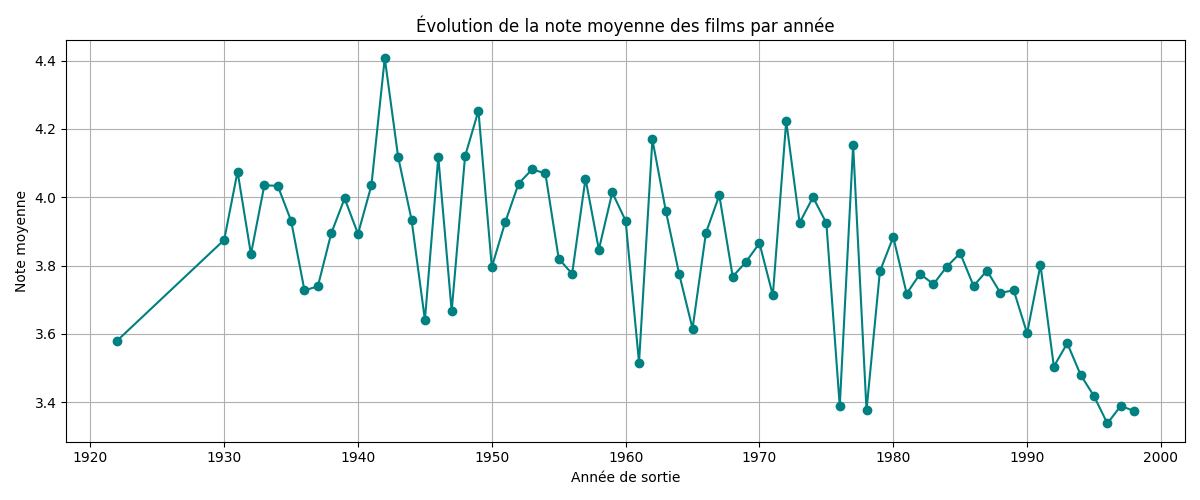 Évolution de la note moyenne des films par année
Note moyenne
4.4
4.2
4.0
3.8
3.6
3.4
1920 1930 1940 1950 1960 1970 1980 1990 2000
Année de sortie